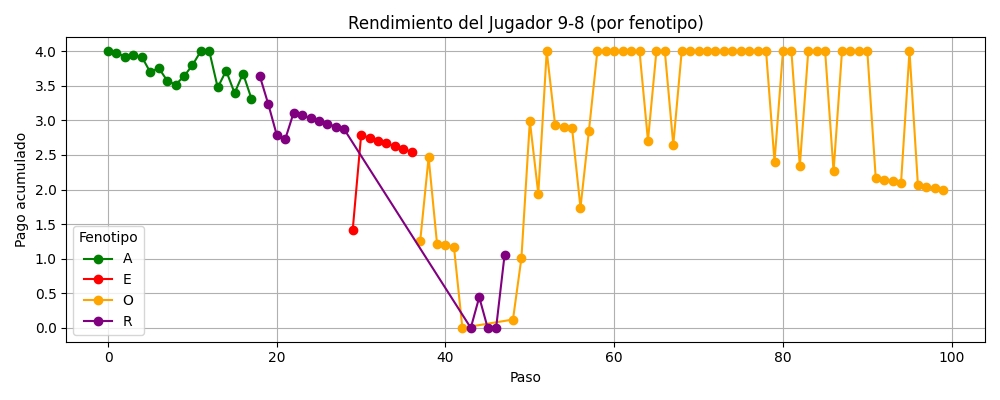 Rendimiento del Jugador 9-8 (por fenotipo)
Pago acumulado
4.0
3.5
3.0
2.5
2.0
1.5
1.0
0.5
0.0
Fenotipo
A
E
O
R
0 20 40 60 80 100
Paso